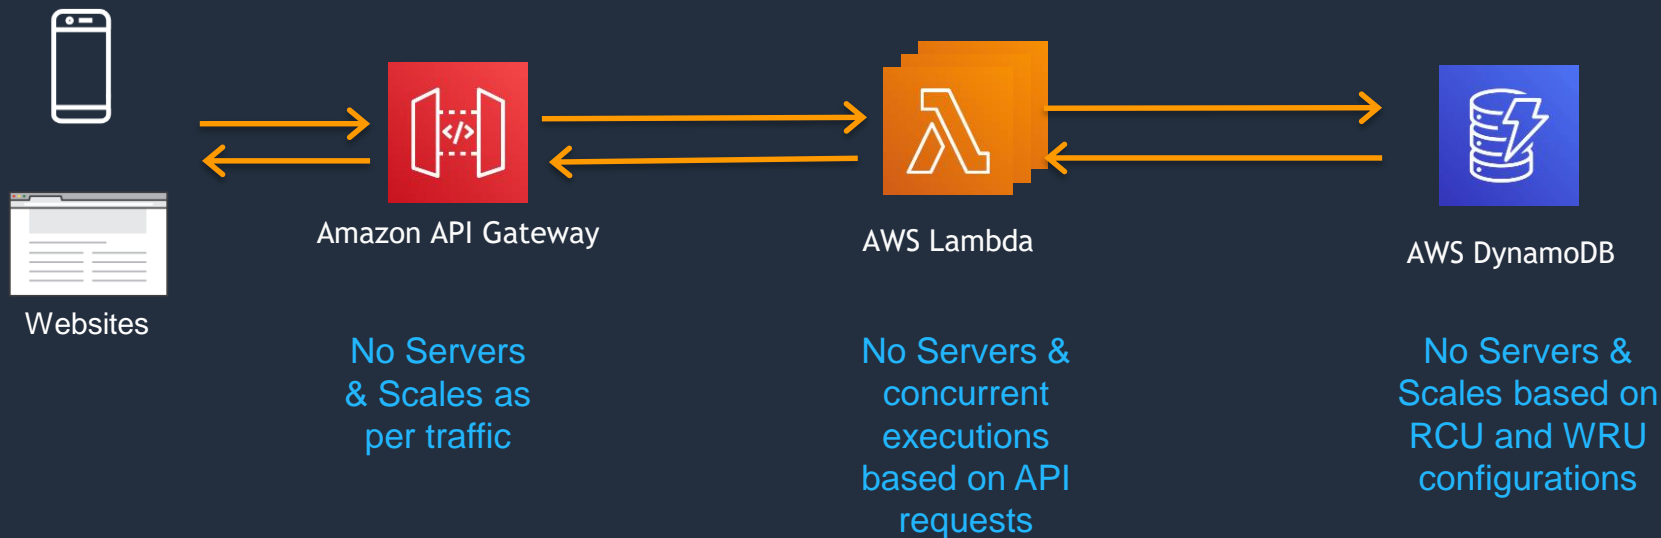 </>
Amazon API Gateway
AWS Lambda
AWS DynamoDB
Websites
No Servers
& Scales as
per traffic
No Servers &
concurrent
executions
based on API
requests
No Servers &
Scales based on
RCU and WRU
configurations